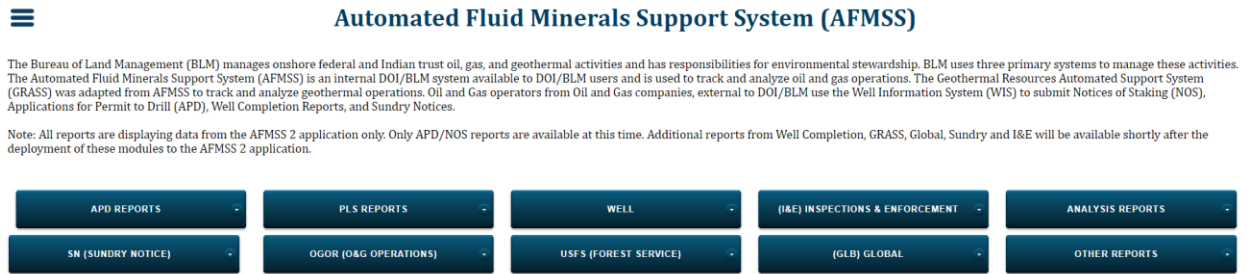 Automated Fluid Minerals Support System (AFMSS)
The Bureau of Land Management (BLM) manages onshore federal and Indian trust oil, gas, and geothermal activities and has responsibilities for environmental stewardship. BLM uses three primary systems to manage these activities.
The Automated Fluid Minerals Support System (AFMSS) is an internal DOI/BLM system available to DOI/BLM users and is used to track and analyze oil and gas operations. The Geothermal Resources Automated Support System
(GRASS) was adapted from AFMSS to track and analyze geothermal operations. Oil and Gas operators from Oil and Gas companies, external to DOI/BLM use the Well Information System (WIS) to submit Notices of Staking (NOS),
Applications for Permit to Drill (APD), Well Completion Reports, and Sundry Notices.
Note: All reports are displaying data from the AFMSS 2 application only. Only APD/NOS reports are available at this time. Additional reports from Well Completion, GRASS, Global, Sundry and I&E will be available shortly after the
deployment of these modules to the AFMSS 2 application.
APD REPORTS
PLS REPORTS
WELL
(I&E) INSPECTIONS & ENFORCEMENT
ANALYSIS REPORTS
SN (SUNDRY NOTICE)
OGOR (O&G OPERATIONS)
USFS (FOREST SERVICE)
(GLB) GLOBAL
OTHER REPORTS